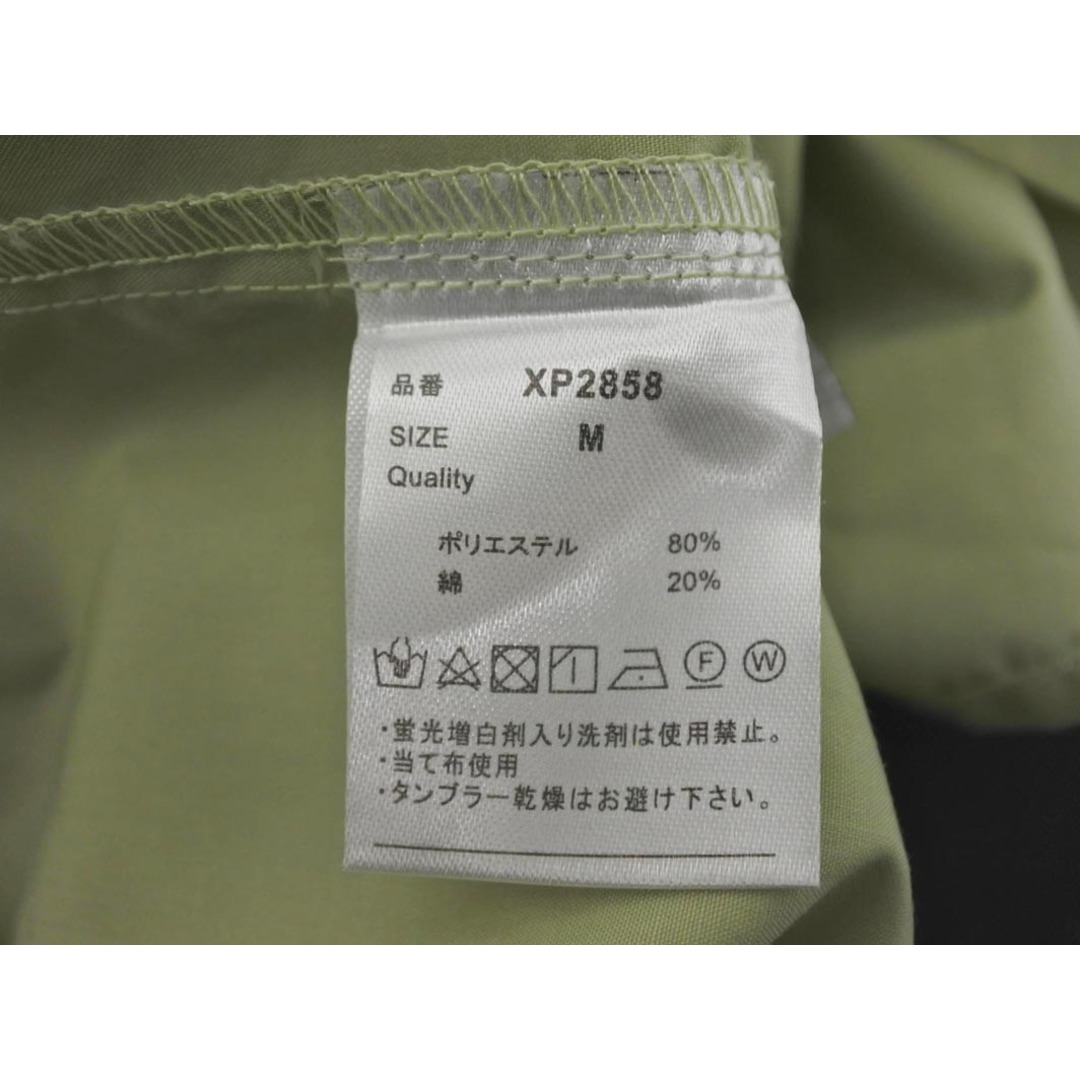 品番 XP2858
SIZE M
Quality
ポリエステル 80%
綿 20%
F W
・蛍光増白剤入り洗剤は使用禁止。
・当て布使用
・タンブラー乾燥はお避け下さい。